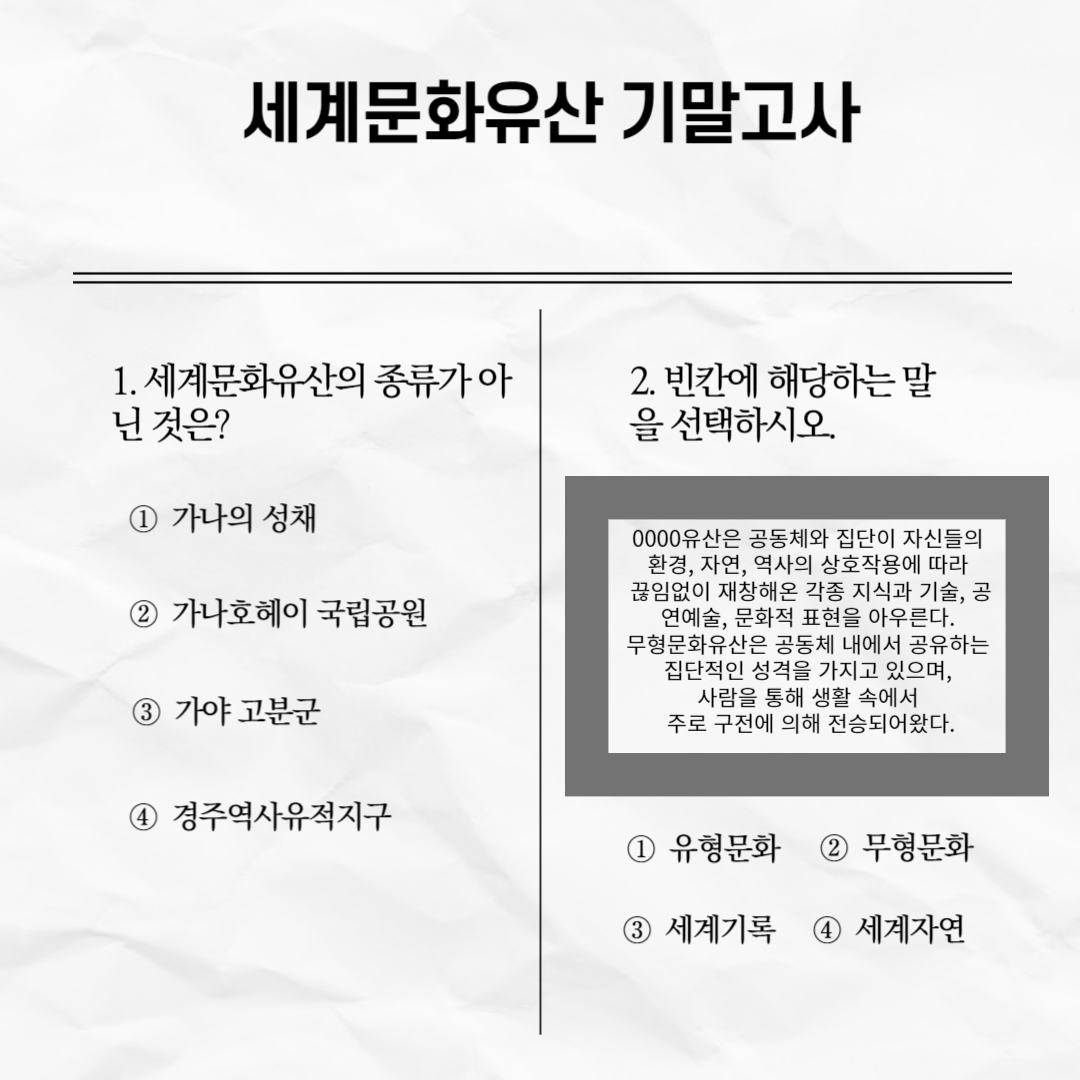 세계문화유산 기말고사
1. 세계문화유산의 종류가 아
닌 것은?
① 가나의 성채
② 가나호헤이 국립공원
③ 가야 고분군
④ 경주역사유적지구
2. 빈칸에 해당하는 말
을 선택하시오.
0000유산은 공동체와 집단이 자신들의
환경, 자연, 역사의 상호작용에 따라
끊임없이 재창해온 각종 지식과 기술, 공
연예술, 문화적 표현을 아우른다.
무형문화유산은 공동체 내에서 공유하는
집단적인 성격을 가지고 있으며,
사람을 통해 생활 속에서
주로 구전에 의해 전승되어왔다.
① 유형문화 ② 무형문화
③ 세계기록 ④ 세계자연